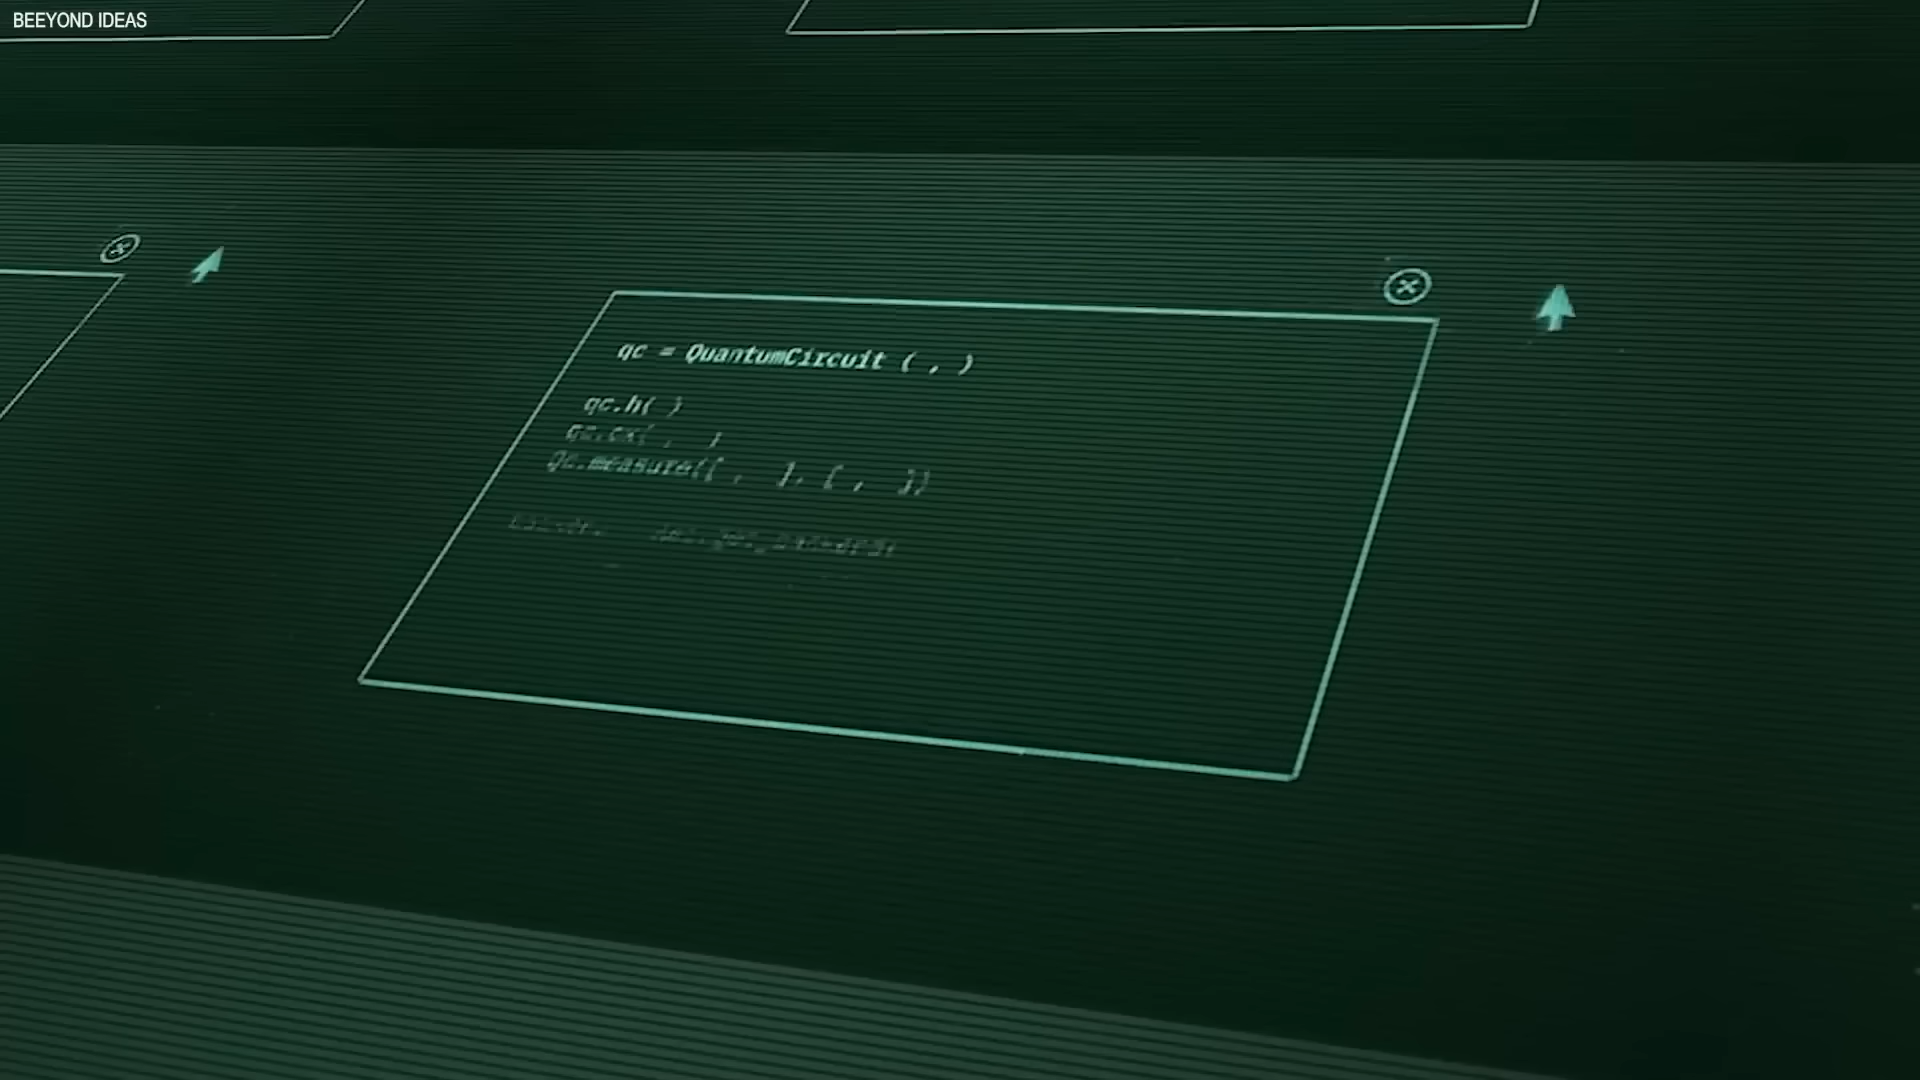 BEEYOND IDEAS
qc = QuantumCircuit ( , )
qc.h( )
qc.cx( , )
Qc.measure([ , ], [ , ])